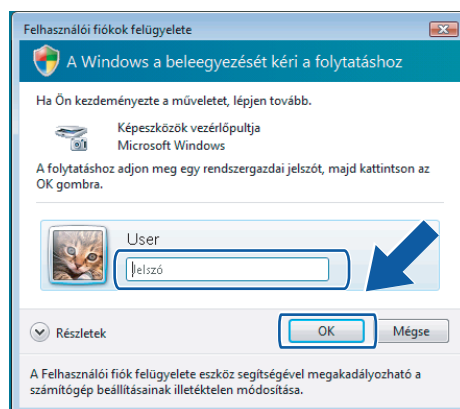 Felhasználói fiókok felügyelete
A Windows a beleegyezését kéri a folytatáshoz
Ha Ön kezdeményezte a műveletet, lépjen tovább.
Képeszközök vezérlőpultja
Microsoft Windows
A folytatáshoz adjon meg egy rendszergazdai jelszót, majd kattintson az
OK gombra.
User
Jelszó
Részletek
OK
Mégse
A Felhasználói fiók felügyelete eszköz segítségével megakadályozható a
számítógép beállításainak illetéktelen módosítása.